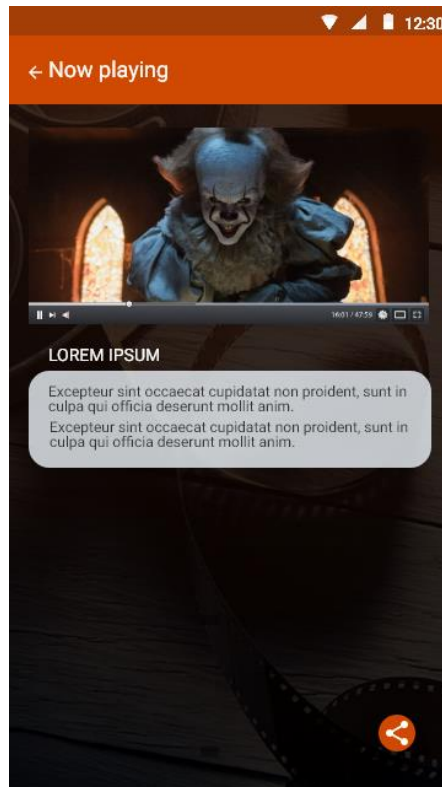 12:30
Now playing
16:01 / 47:59
LOREM IPSUM
Excepteur sint occaecat cupidatat non proident, sunt in
culpa qui officia deserunt mollit anim.
Excepteur sint occaecat cupidatat non proident, sunt in
culpa qui officia deserunt mollit anim.